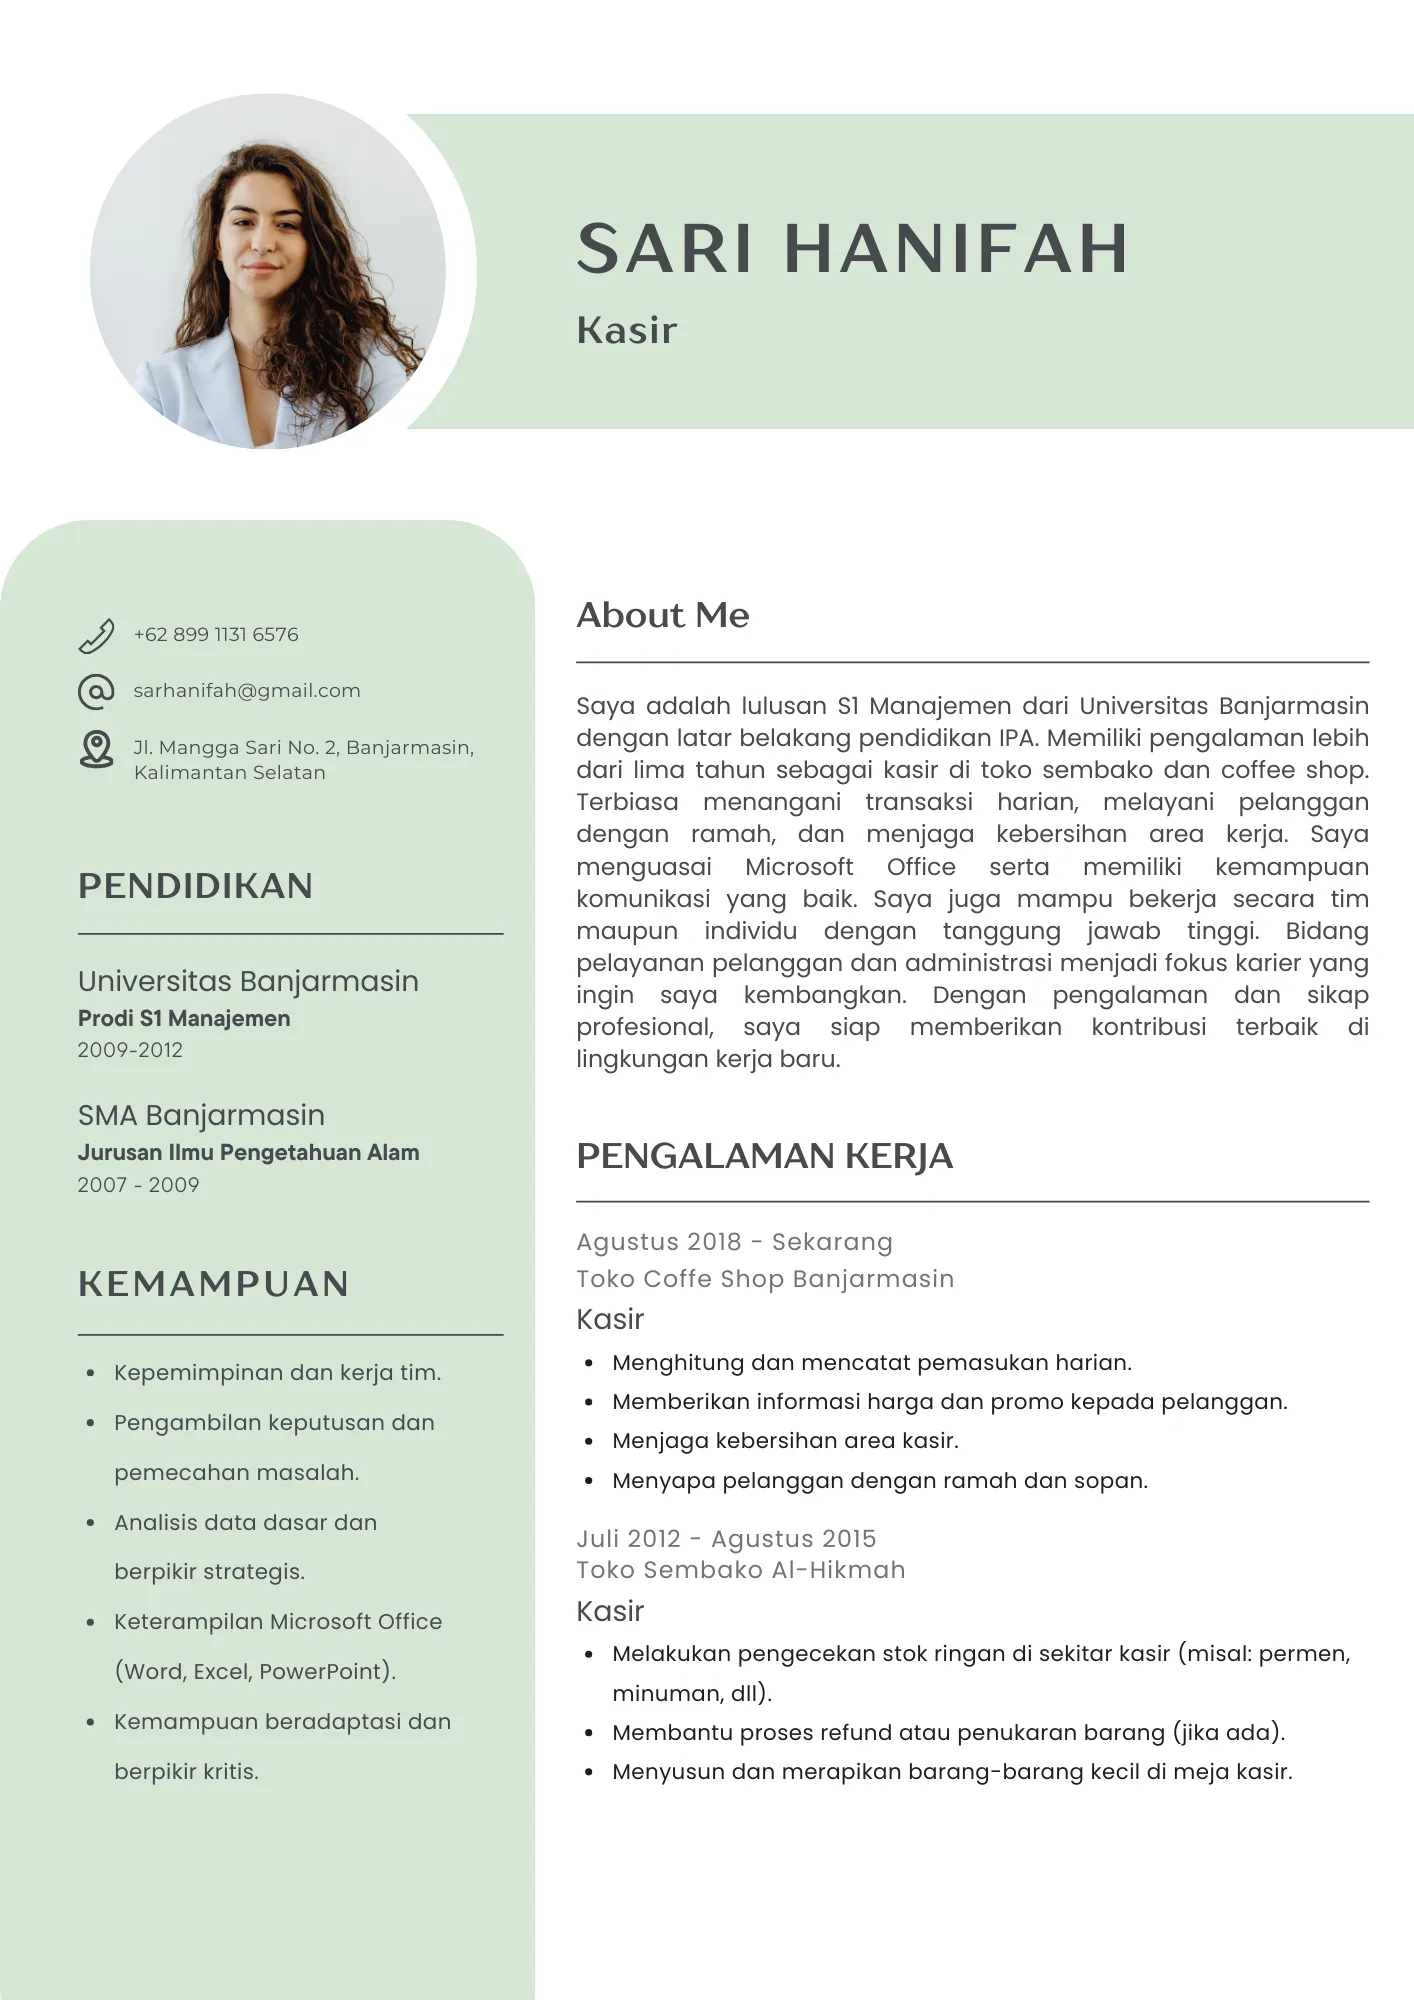 SARI HANIFAH
Kasir
+62 899 1131 6576
sarhanifah@gmail.com
Jl. Mangga Sari No. 2, Banjarmasin,
Kalimantan Selatan
PENDIDIKAN
Universitas Banjarmasin
Prodi S1 Manajemen
2009-2012
SMA Banjarmasin
Jurusan Ilmu Pengetahuan Alam
2007 - 2009
KEMAMPUAN
• Kepemimpinan dan kerja tim.
• Pengambilan keputusan dan
pemecahan masalah.
• Analisis data dasar dan
berpikir strategis.
• Keterampilan Microsoft Office
(Word, Excel, PowerPoint).
• Kemampuan beradaptasi dan
berpikir kritis.
About Me
Saya adalah lulusan S1 Manajemen dari Universitas Banjarmasin
dengan latar belakang pendidikan IPA. Memiliki pengalaman lebih
dari lima tahun sebagai kasir di toko sembako dan coffee shop.
Terbiasa menangani transaksi harian, melayani pelanggan
dengan ramah, dan menjaga kebersihan area kerja. Saya
menguasai Microsoft Office serta memiliki kemampuan
komunikasi yang baik. Saya juga mampu bekerja secara tim
maupun individu dengan tanggung jawab tinggi. Bidang
pelayanan pelanggan dan administrasi menjadi fokus karier yang
ingin saya kembangkan. Dengan pengalaman dan sikap
profesional, saya siap memberikan kontribusi terbaik di
lingkungan kerja baru.
PENGALAMAN KERJA
Agustus 2018 - Sekarang
Toko Coffe Shop Banjarmasin
Kasir
• Menghitung dan mencatat pemasukan harian.
• Memberikan informasi harga dan promo kepada pelanggan.
• Menjaga kebersihan area kasir.
• Menyapa pelanggan dengan ramah dan sopan.
Juli 2012 - Agustus 2015
Toko Sembako Al-Hikmah
Kasir
• Melakukan pengecekan stok ringan di sekitar kasir (misal: permen,
minuman, dll).
• Membantu proses refund atau penukaran barang (jika ada).
• Menyusun dan merapikan barang-barang kecil di meja kasir.